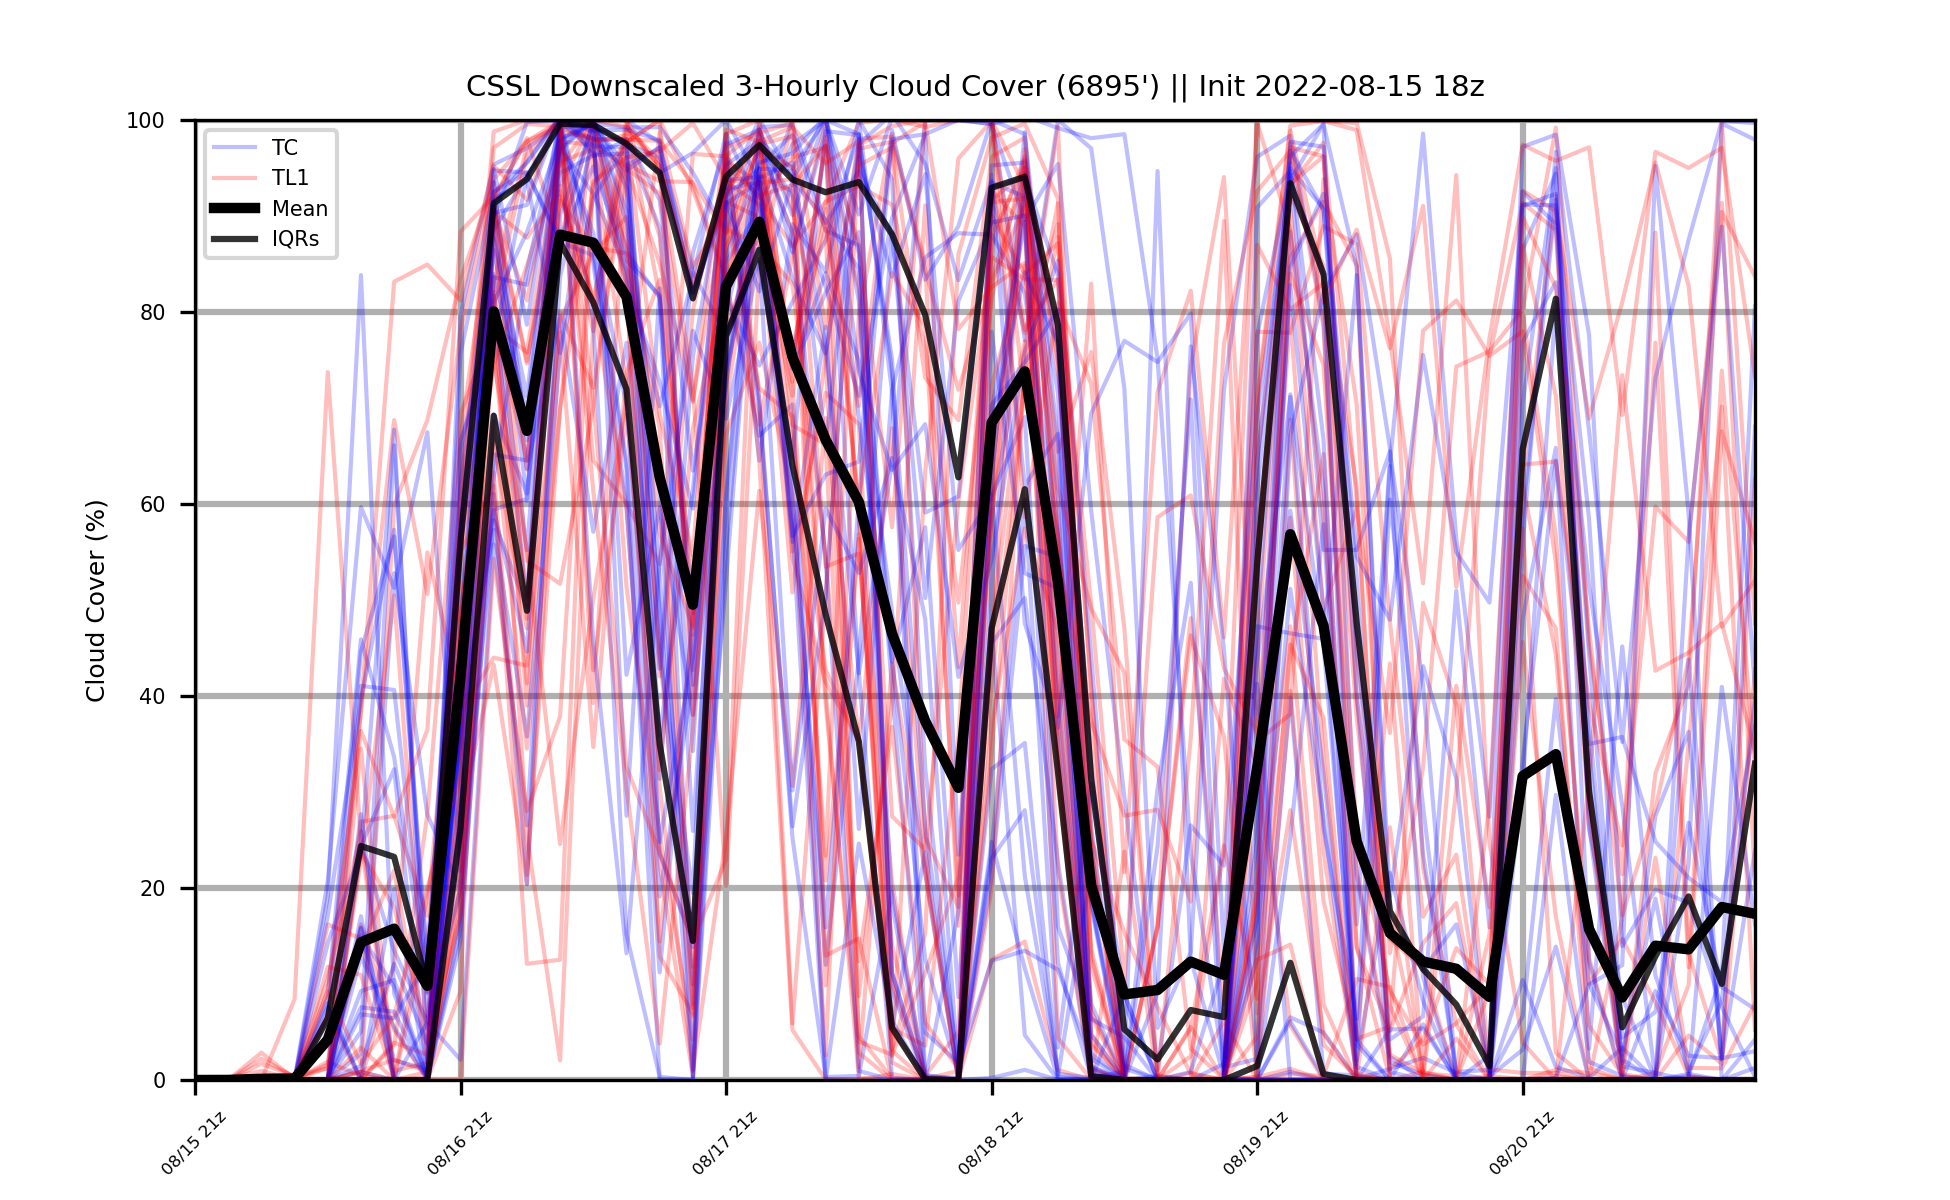 CSSL Downscaled 3-Hourly Cloud Cover (6895') || Init 2022-08-15 18z
TC
TL1
Mean
IQRs
Cloud Cover (%)
100
80
60
40
20
0
08/15 21z
08/16 21z
08/17 21z
08/18 21z
08/19 21z
08/20 21z